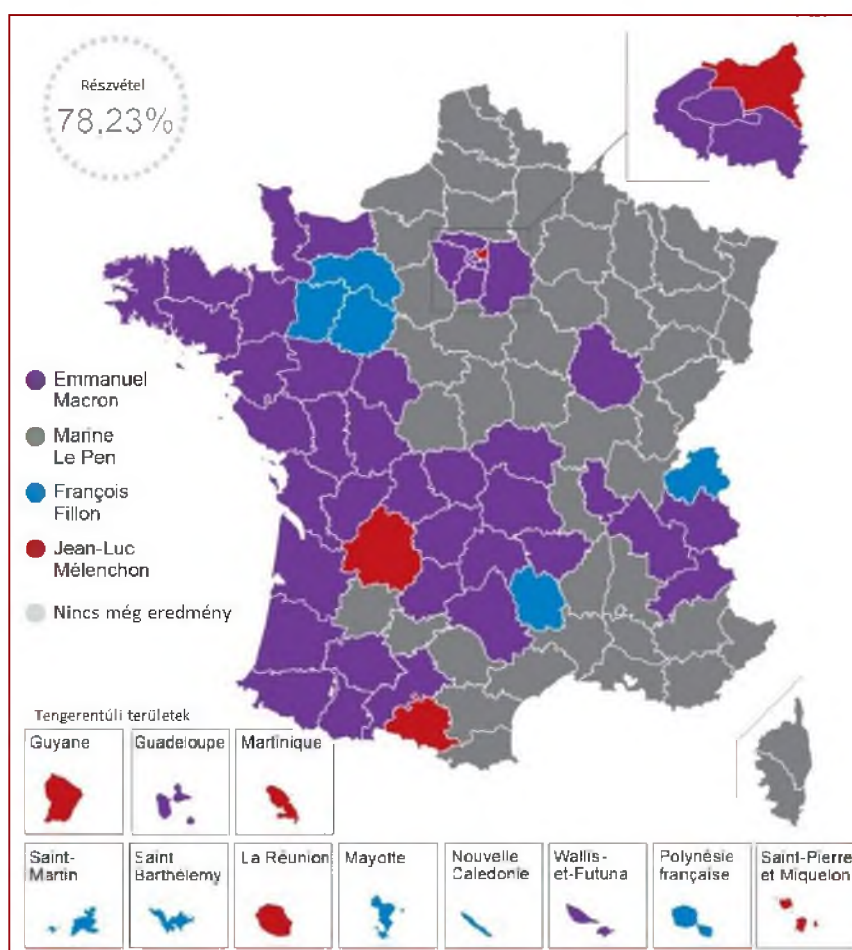 Részvétel
78,23%
Emmanuel
Macron
Marine
Le Pen
François
Fillon
Jean-Luc
Mélenchon
Nincs még eredmény
Tengerentúli területek
Guyane
Guadeloupe
Martinique
Saint-
Martin
Saint
Barthélemy
La Réunion
Mayotte
Nouvelle
Caledonie
Wallis-
et-Futuna
Polynésie
française
Saint-Pierre
et Miquelon